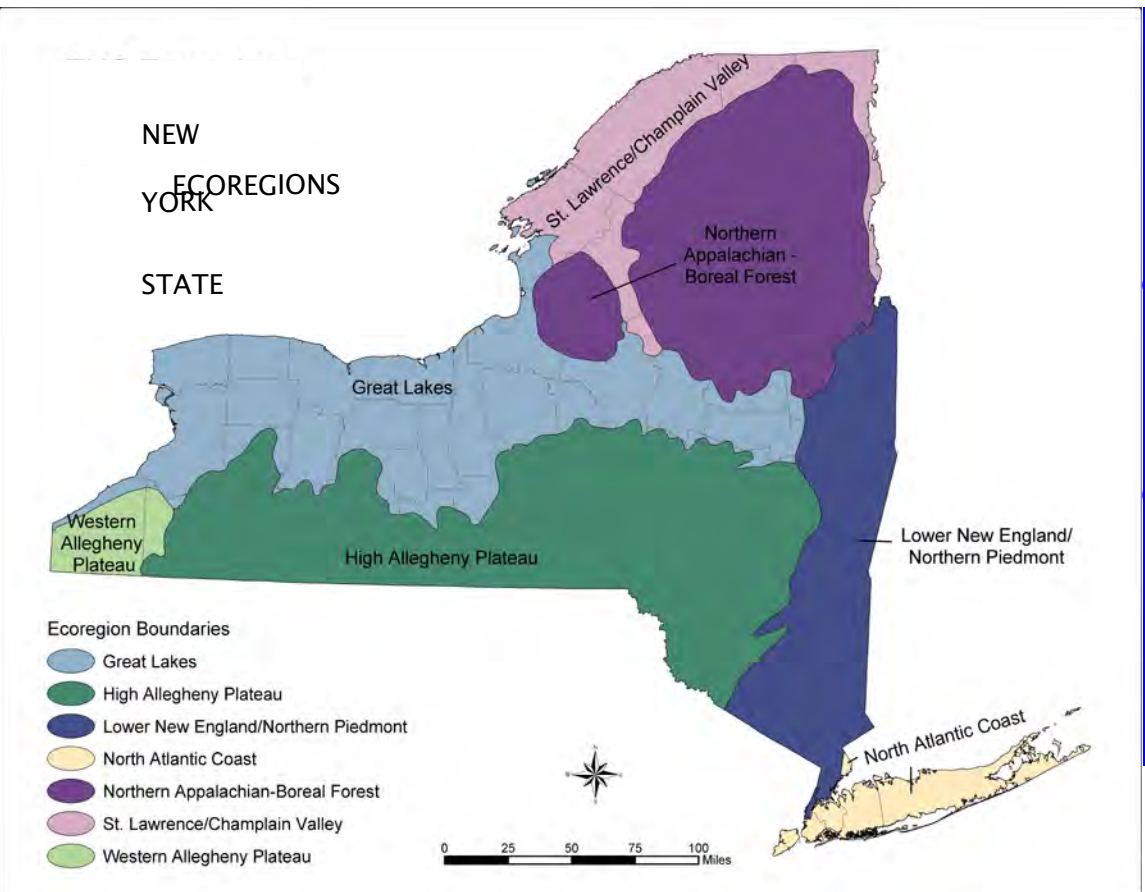 NEW
ECOREGIONS
YORK
STATE
St. Lawrence/Champlain Valley
Northern
Appalachian -
Boreal Forest
Great Lakes
Western
Allegheny
Plateau
High Allegheny Plateau
Lower New England/
Northern Piedmont
North Atlantic Coast
Ecoregion Boundaries
Great Lakes
High Allegheny Plateau
Lower New England/Northern Piedmont
North Atlantic Coast
Northern Appalachian-Boreal Forest
St. Lawrence/Champlain Valley
Western Allegheny Plateau
0 25 50 75 100
Miles